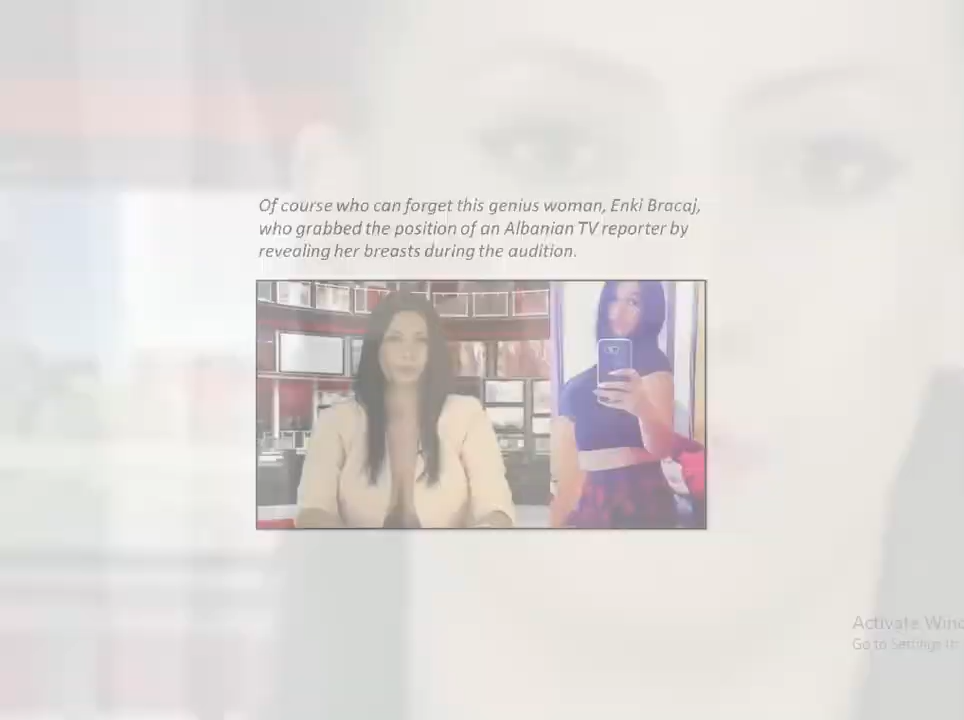 Of course who can forget this genius woman, Enki Bracaj,
who grabbed the position of an Albanian TV reporter by
revealing her breasts during the audition.
Activate Wind
Go to Settings to